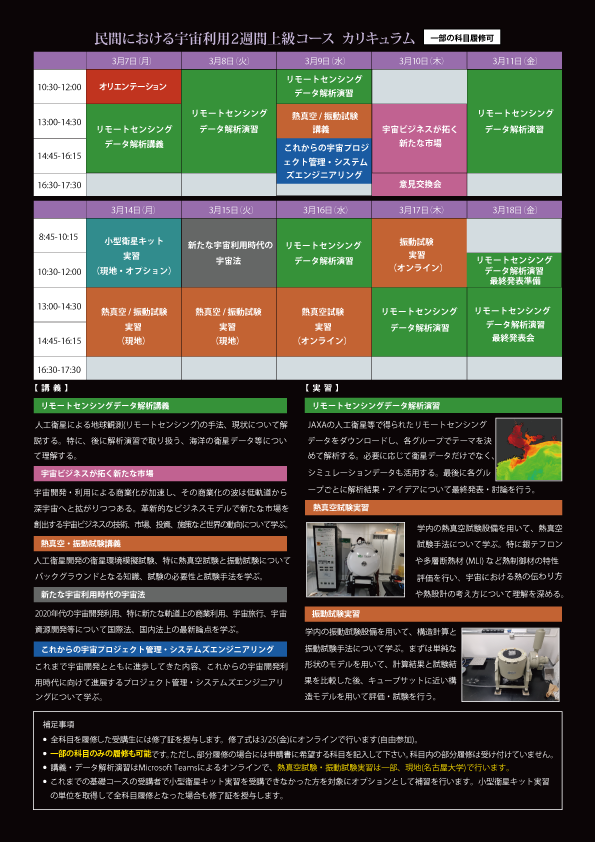 民間における宇宙利用2週間上級コース カリキュラム 一部の科目履修可
3月7日(月) 3月8日(火) 3月9日(水) 3月10日(木) 3月11日(金)
10:30-12:00
13:00-14:30
14:45-16:15
16:30-17:30
オリエンテーション
リモートセンシング
データ解析講義
リモートセンシング
データ解析演習
リモートセンシング
データ解析演習
熱真空 / 振動試験
講義
これからの宇宙プロジ
ェクト管理・システム
ズエンジニアリング
宇宙ビジネスが拓く
新たな市場
意見交換会
リモートセンシング
データ解析演習
3月14日(月) 3月15日(火) 3月16日(水) 3月17日(木) 3月18日(金)
8:45-10:15
10:30-12:00
13:00-14:30
14:45-16:15
16:30-17:30
小型衛星キット
実習
(現地・オプション)
熱真空 / 振動試験
実習
(現地)
新たな宇宙利用時代の
宇宙法
熱真空 / 振動試験
実習
(現地)
リモートセンシング
データ解析演習
熱真空試験
実習
(オンライン)
振動試験
実習
(オンライン)
リモートセンシング
データ解析演習
リモートセンシング
データ解析演習
最終発表準備
リモートセンシング
データ解析演習
最終発表会
【 講 義 】
リモートセンシングデータ解析講義
人工衛星による地球観測(リモートセンシング)の手法、現状について解
説する。特に、後に解析演習で取り扱う、海洋の衛星データ等につい
て理解する。
宇宙ビジネスが拓く新たな市場
宇宙開発・利用による商業化が加速し、その商業化の波は低軌道から
深宇宙へと拡がりつつある。革新的なビジネスモデルで新たな市場を
創出する宇宙ビジネスの技術、市場、投資、施策など世界の動向について学ぶ。
熱真空・振動試験講義
人工衛星開発の衛星環境模擬試験、特に熱真空試験と振動試験について
バックグラウンドとなる知識、試験の必要性と試験手法を学ぶ。
新たな宇宙利用時代の宇宙法
2020年代の宇宙開発利用、特に新たな軌道上の商業利用、宇宙旅行、宇宙
資源開発等について国際法、国内法上の最新論点を学ぶ。
これからの宇宙プロジェクト管理・システムズエンジニアリング
これまで宇宙開発とともに進歩してきた内容、これからの宇宙開発利
用時代に向けて進展するプロジェクト管理・システムズエンジニアリ
ングについて学ぶ。
【 実 習 】
リモートセンシングデータ解析演習
JAXAの人工衛星等で得られたリモートセンシング
データをダウンロードし、各グループでテーマを決
めて解析する。必要に応じて衛星データだけでなく、
シミュレーションデータも活用する。最後に各グル
ープごとに解析結果・アイデアについて最終発表・討論を行う。
熱真空試験実習
学内の熱真空試験設備を用いて、熱真空
試験手法について学ぶ。特に銀テフロン
や多層断熱材 (MLI) など熱制御材の特性
評価を行い、宇宙における熱の伝わり方
や熱設計の考え方について理解を深める。
振動試験実習
学内の振動試験設備を用いて、構造計算と
振動試験手法について学ぶ。まずは単純な
形状のモデルを用いて、計算結果と試験結
果を比較した後、キューブサットに近い構
造モデルを用いて評価・試験を行う。
補足事項
● 全科目を履修した受講生には修了証を授与します。修了式は3/25(金)にオンラインで行います(自由参加)。
● 一部の科目のみの履修も可能です。ただし、部分履修の場合には申請書に希望する科目を記入して下さい。科目内の部分履修は受け付けていません。
● 講義・データ解析演習はMicrosoft Teamsによるオンラインで、熱真空試験・振動試験実習は一部、現地(名古屋大学)で行います。
● これまでの基礎コースの受講者で小型衛星キット実習を受講できなかった方を対象にオプションとして補習を行います。小型衛星キット実習
の単位を取得して全科目履修となった場合も修了証を授与します。